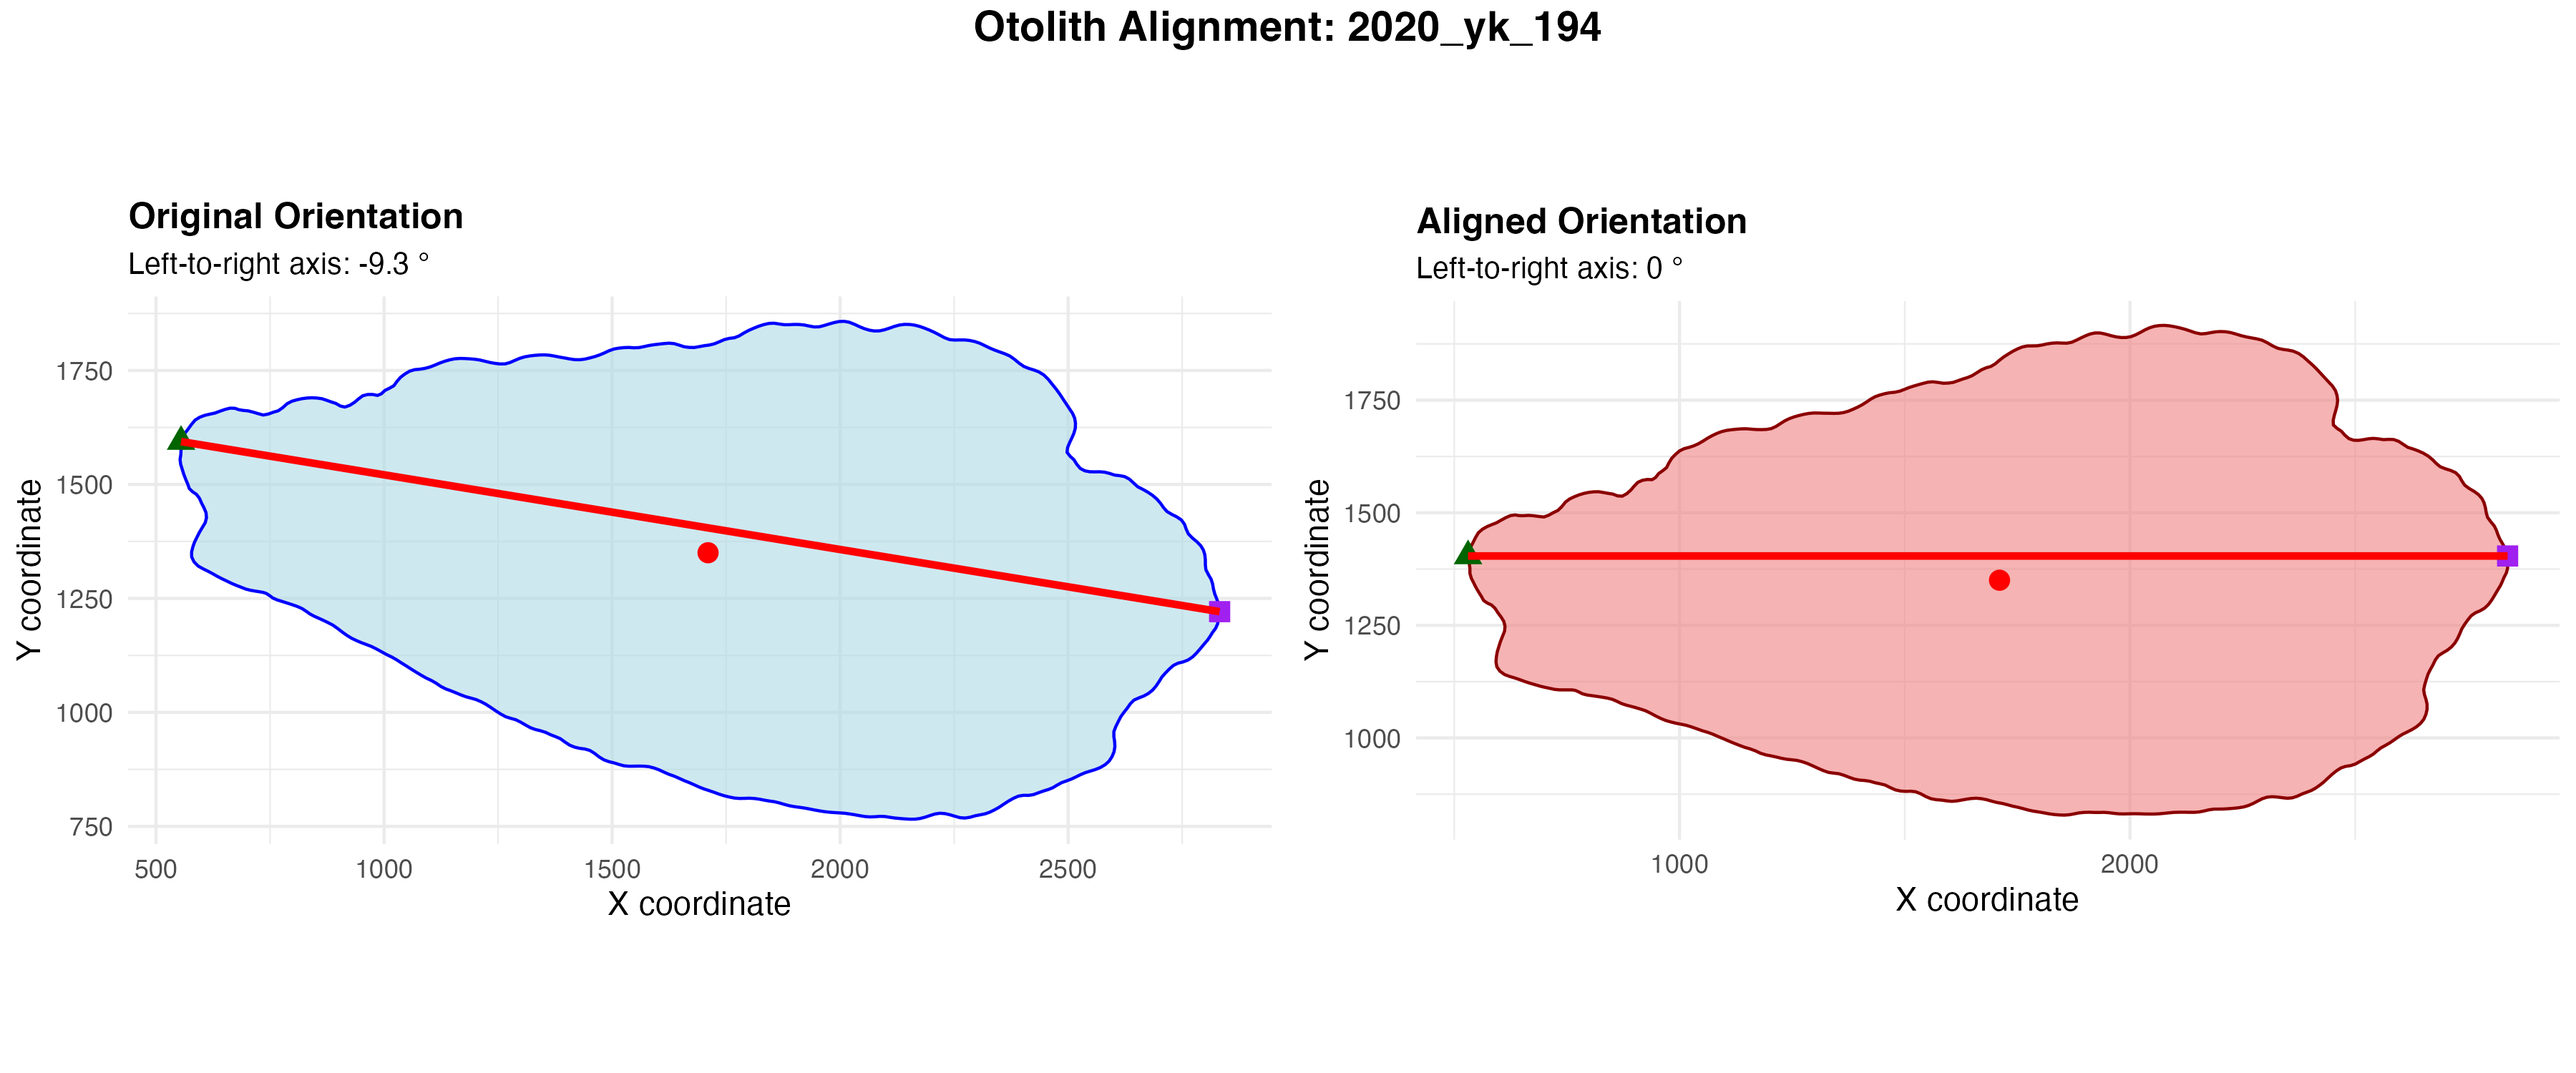 Otolith Alignment: 2020_yk_194
Original Orientation
Left-to-right axis: -9.3 °
Y coordinate
1750
1500
1250
1000
750
500 1000 1500 2000 2500
X coordinate
Aligned Orientation
Left-to-right axis: 0 °
Y coordinate
1750
1500
1250
1000
1000 2000
X coordinate